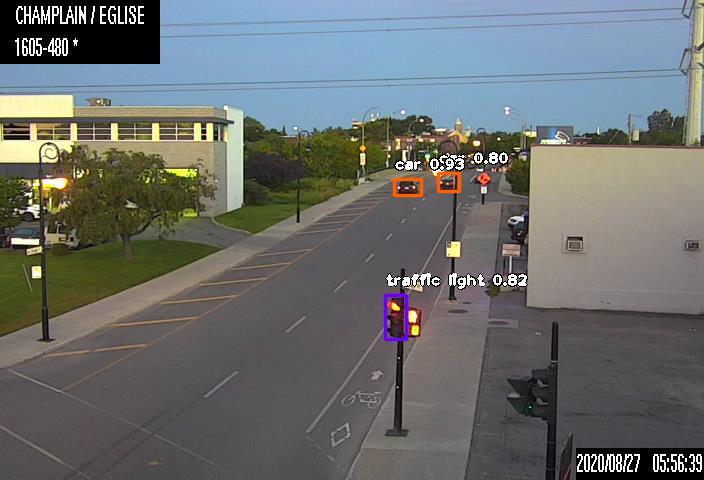 CHAMPLAIN / EGLISE
1605-480 *
car 0.93
0.80
traffic light 0.82
2020/08/27 05:56:39